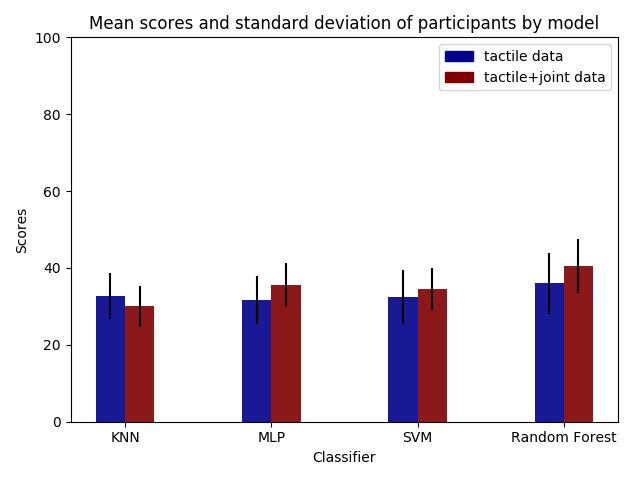 Mean scores and standard deviation of participants by model
100
80
60
40
20
0
Scores
tactile data
tactile+joint data
KNN
MLP
SVM
Random Forest
Classifier